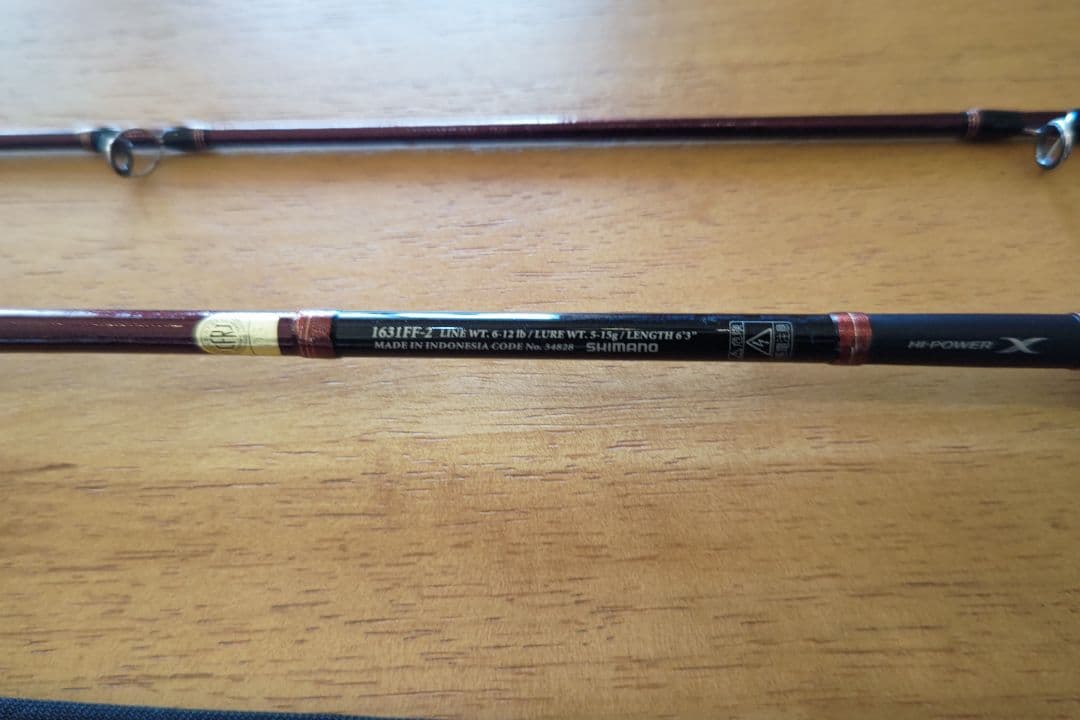 1631FF-2 LINE WT. 6-12 lb / LURE WT. 5-15g / LENGTH 6'3"
MADE IN INDONESIA CODE No. 34828 SHIMANO
HI-POWER X